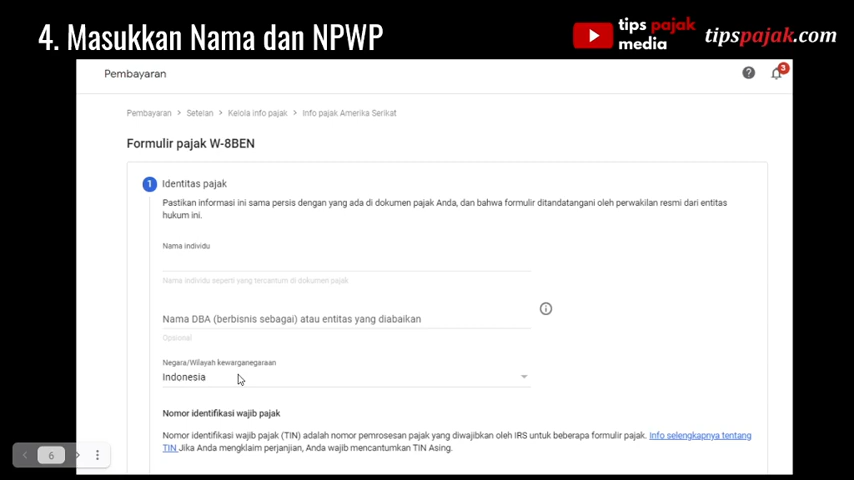 4. Masukkan Nama dan NPWP
tips pajak
media
tipspajak.com
Pembayaran
3
Pembayaran > Setelan > Kelola info pajak > Info pajak Amerika Serikat
Formulir pajak W-8BEN
1 Identitas pajak
Pastikan informasi ini sama persis dengan yang ada di dokumen pajak Anda, dan bahwa formulir ditandatangani oleh perwakilan resmi dari entitas
hukum ini.
Nama individu
Nama individu seperti yang tercantum di dokumen pajak
Nama DBA (berbisnis sebagai) atau entitas yang diabaikan
Opsional
Negara/Wilayah kewarganegaraan
Indonesia
Nomor identifikasi wajib pajak
Nomor identifikasi wajib pajak (TIN) adalah nomor pemrosesan pajak yang diwajibkan oleh IRS untuk beberapa formulir pajak. Info selengkapnya tentang
TIN Jika Anda mengklaim perjanjian, Anda wajib mencantumkan TIN Asing.
6